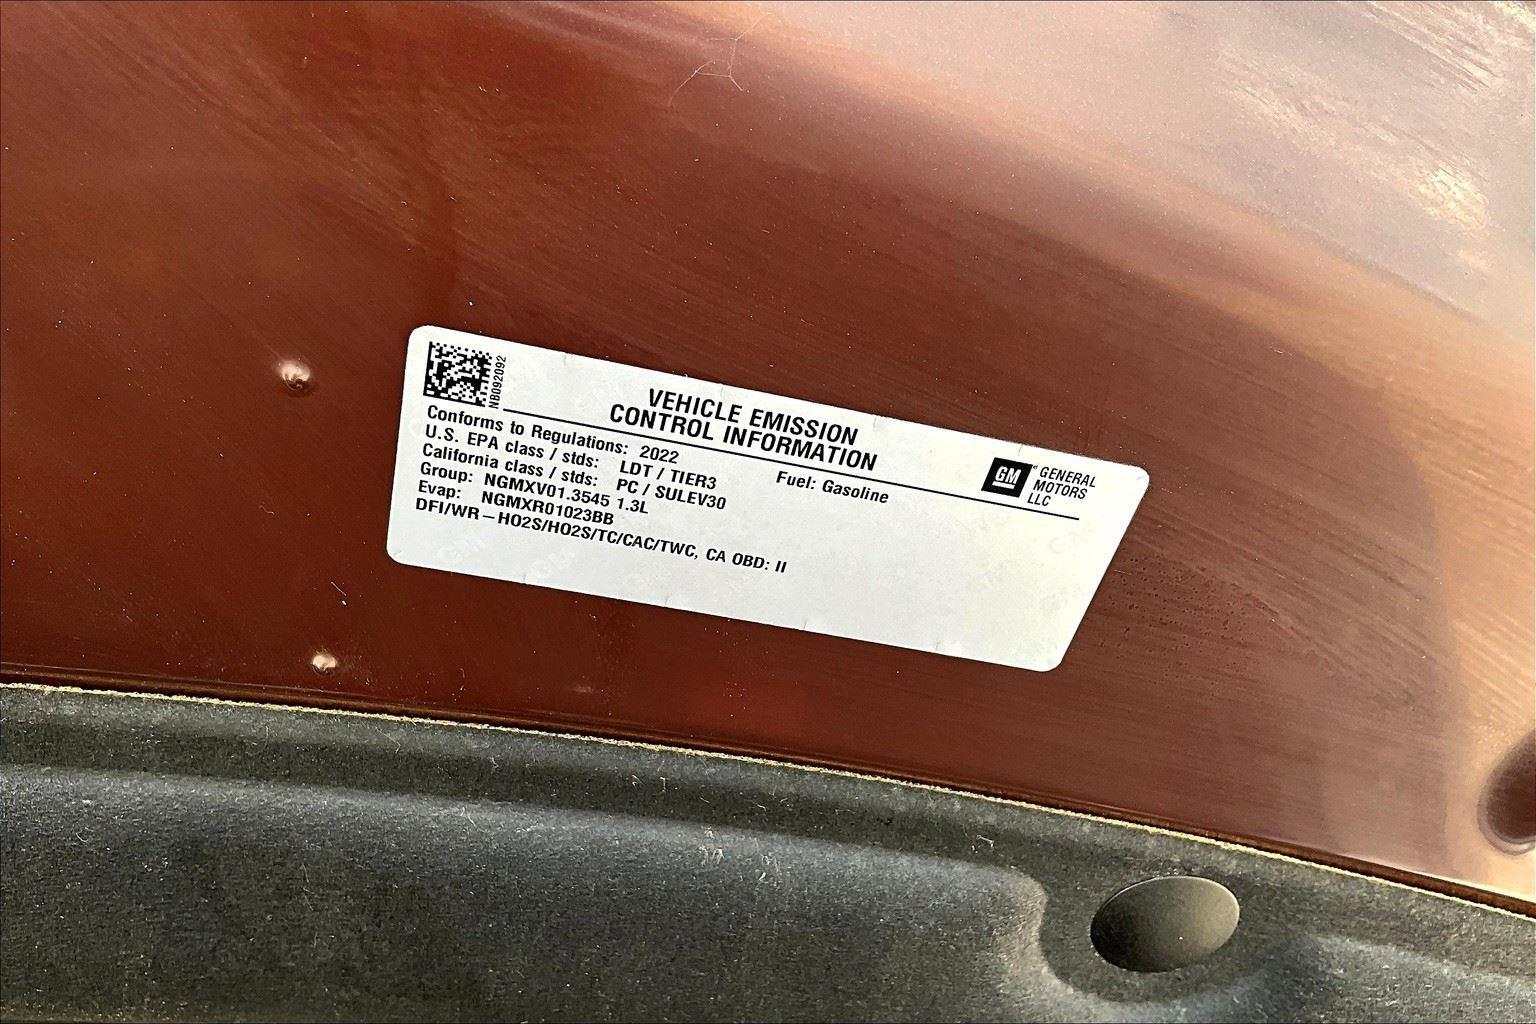 NB092092
VEHICLE EMISSION
CONTROL INFORMATION
GM
GENERAL
MOTORS
LLC
Conforms to Regulations: 2022
Fuel: Gasoline
U.S. EPA class / stds: LDT / TIER3
California class / stds: PC / SULEV30
Group: NGMXV01.3545 1.3L
Evap: NGMXR01023BB
DFI/WR-HO2S/HO2S/TC/CAC/TWC, CA OBD: II